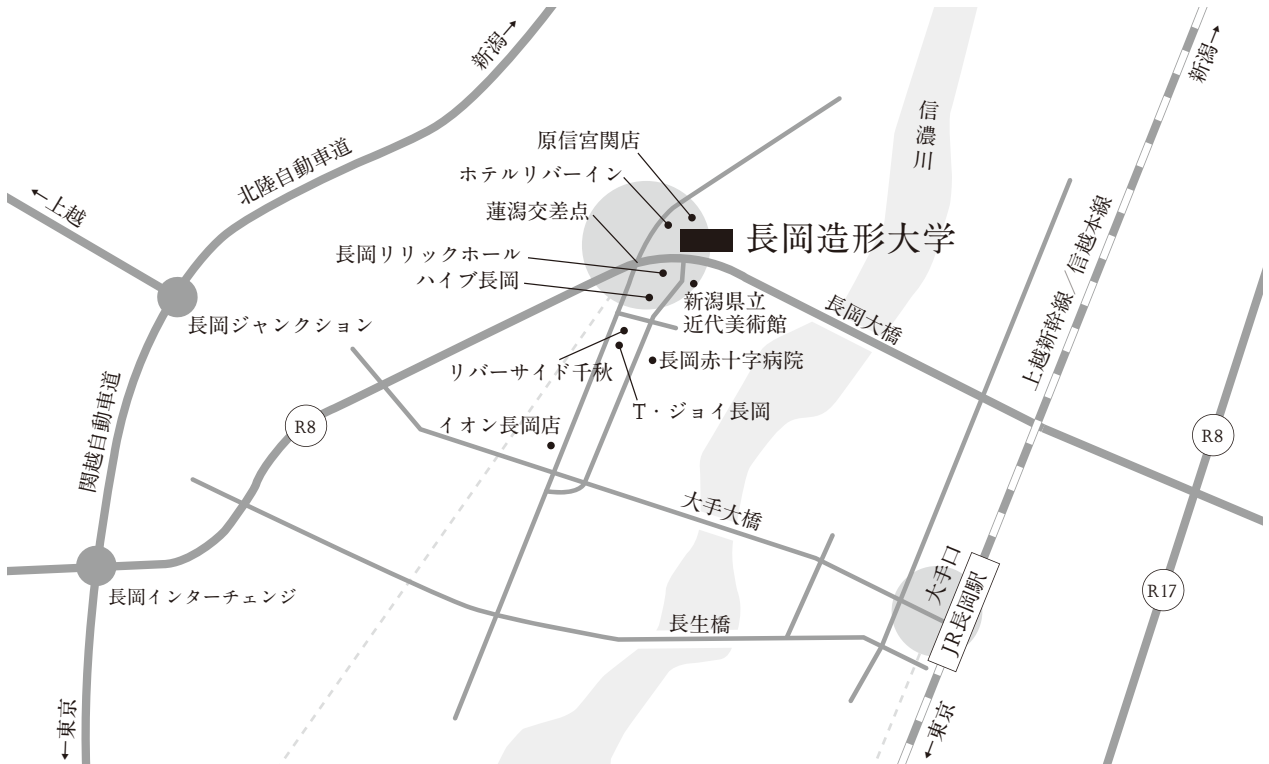 新潟→
新潟→
信濃川
原信宮関店
北陸自動車道
ホテルリバーイン
←上越
蓮潟交差点
長岡造形大学
上越新幹線/信越本線
長岡リリックホール
ハイブ長岡
新潟県立
近代美術館
長岡大橋
長岡ジャンクション
長岡赤十字病院
リバーサイド千秋
T・ジョイ長岡
関越自動車道
R8
イオン長岡店
R8
大手大橋
大手口
長岡インターチェンジ
R17
JR長岡駅
長生橋
←東京
←東京